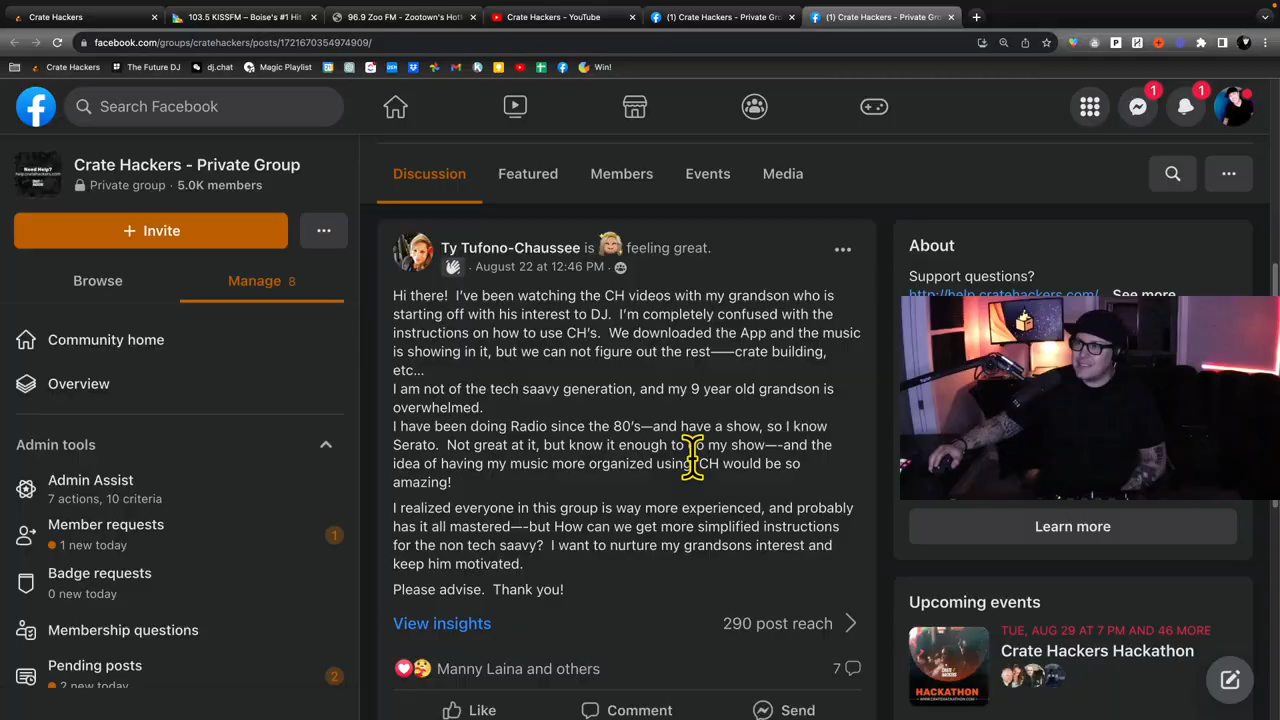 Crate Hackers
103.5 KISSFM – Boise's #1 Hi
96.9 Zoo FM – Zootown's Hot
Crate Hackers - YouTube
(1) Crate Hackers - Private Gr
(1) Crate Hackers - Private Gr
facebook.com/groups/cratehackers/posts/1721670354974909/
Crate Hackers
The Future DJ
dj.chat
Magic Playlist
Win!
Search Facebook
1
1
Crate Hackers - Private Group
Private group · 5.0K members
+ Invite
Browse
Manage 8
Community home
Overview
Admin tools
Admin Assist
7 actions, 10 criteria
Member requests
1 new today
1
Badge requests
0 new today
Membership questions
Pending posts
2 new today
2
Discussion
Featured
Members
Events
Media
Ty Tufono-Chaussee is feeling great.
August 22 at 12:46 PM ·
Hi there! I've been watching the CH videos with my grandson who is
starting off with his interest to DJ. I'm completely confused with the
instructions on how to use CH's. We downloaded the App and the music
is showing in it, but we can not figure out the rest——crate building,
etc...
I am not of the tech saavy generation, and my 9 year old grandson is
overwhelmed.
I have been doing Radio since the 80's—and have a show, so I know
Serato. Not great at it, but know it enough to my show—-and the
idea of having my music more organized using CH would be so
amazing!
I realized everyone in this group is way more experienced, and probably
has it all mastered—-but How can we get more simplified instructions
for the non tech saavy? I want to nurture my grandsons interest and
keep him motivated.
Please advise. Thank you!
View insights
290 post reach
Manny Laina and others
7
Like
Comment
Send
About
Support questions?
http://help.cratehackers.com/ See more
Learn more
Upcoming events
TUE, AUG 29 AT 7 PM AND 46 MORE
Crate Hackers Hackathon
HACKATHON